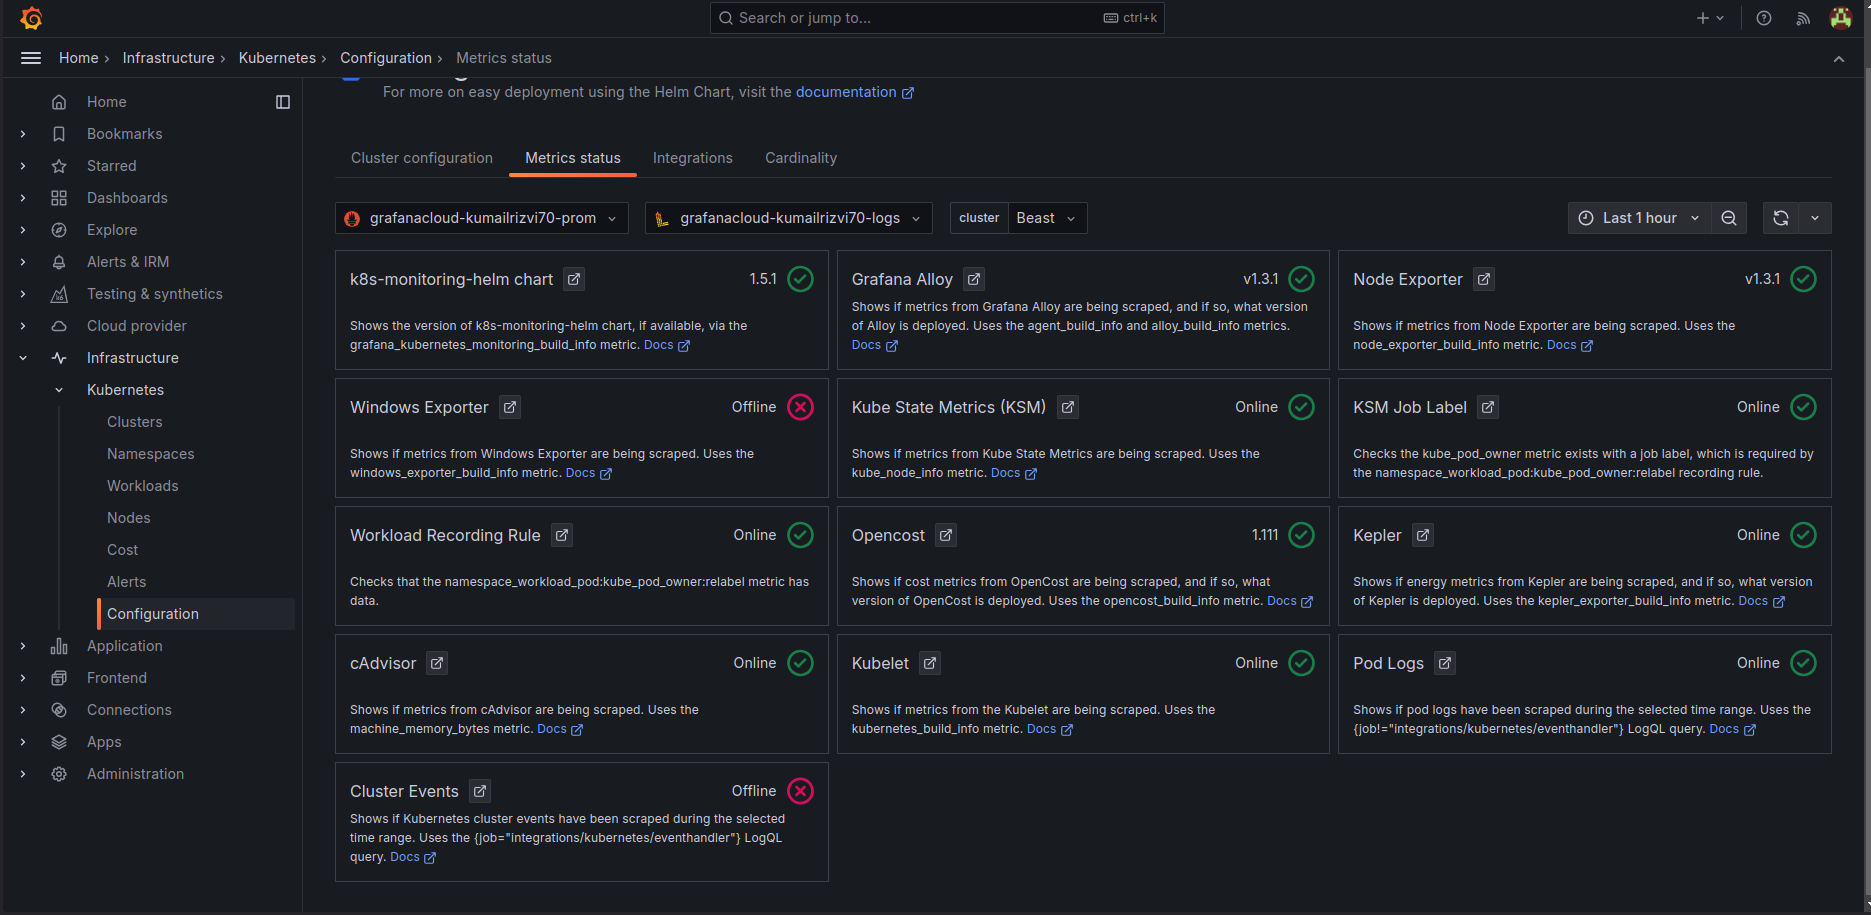 Search or jump to...
ctrl+k
Home › Infrastructure › Kubernetes › Configuration › Metrics status
Home
Bookmarks
Starred
Dashboards
Explore
Alerts & IRM
Testing & synthetics
Cloud provider
Infrastructure
Kubernetes
Clusters
Namespaces
Workloads
Nodes
Cost
Alerts
Configuration
Application
Frontend
Connections
Apps
Administration
For more on easy deployment using the Helm Chart, visit the documentation
Cluster configuration
Metrics status
Integrations
Cardinality
grafanacloud-kumailrizvi70-prom
grafanacloud-kumailrizvi70-logs
cluster
Beast
Last 1 hour
k8s-monitoring-helm chart
1.5.1
Shows the version of k8s-monitoring-helm chart, if available, via the
grafana_kubernetes_monitoring_build_info metric. Docs
Grafana Alloy
v1.3.1
Shows if metrics from Grafana Alloy are being scraped, and if so, what version
of Alloy is deployed. Uses the agent_build_info and alloy_build_info metrics.
Docs
Node Exporter
v1.3.1
Shows if metrics from Node Exporter are being scraped. Uses the
node_exporter_build_info metric. Docs
Windows Exporter
Offline
Shows if metrics from Windows Exporter are being scraped. Uses the
windows_exporter_build_info metric. Docs
Kube State Metrics (KSM)
Online
Shows if metrics from Kube State Metrics are being scraped. Uses the
kube_node_info metric. Docs
KSM Job Label
Online
Checks the kube_pod_owner metric exists with a job label, which is required by
the namespace_workload_pod:kube_pod_owner:relabel recording rule.
Workload Recording Rule
Online
Checks that the namespace_workload_pod:kube_pod_owner:relabel metric has
data.
Opencost
1.111
Shows if cost metrics from OpenCost are being scraped, and if so, what
version of OpenCost is deployed. Uses the opencost_build_info metric. Docs
Kepler
Online
Shows if energy metrics from Kepler are being scraped, and if so, what version
of Kepler is deployed. Uses the kepler_exporter_build_info metric. Docs
cAdvisor
Online
Shows if metrics from cAdvisor are being scraped. Uses the
machine_memory_bytes metric. Docs
Kubelet
Online
Shows if metrics from the Kubelet are being scraped. Uses the
kubernetes_build_info metric. Docs
Pod Logs
Online
Shows if pod logs have been scraped during the selected time range. Uses the
{job!="integrations/kubernetes/eventhandler"} LogQL query. Docs
Cluster Events
Offline
Shows if Kubernetes cluster events have been scraped during the selected
time range. Uses the {job="integrations/kubernetes/eventhandler"} LogQL
query. Docs